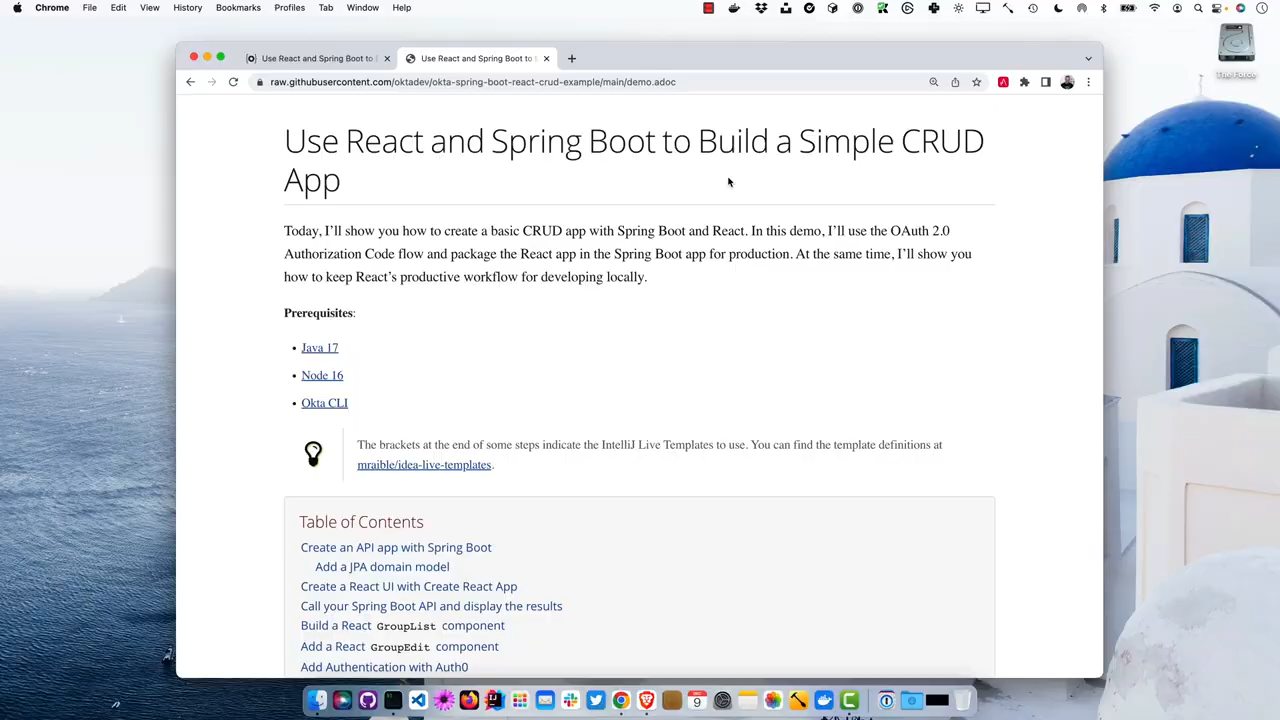 Chrome File Edit View History Bookmarks Profiles Tab Window Help
The Force
Use React and Spring Boot to
Use React and Spring Boot to
raw.githubusercontent.com/oktadev/okta-spring-boot-react-crud-example/main/demo.adoc
Use React and Spring Boot to Build a Simple CRUD
App
Today, I’ll show you how to create a basic CRUD app with Spring Boot and React. In this demo, I’ll use the OAuth 2.0
Authorization Code flow and package the React app in the Spring Boot app for production. At the same time, I’ll show you
how to keep React’s productive workflow for developing locally.
Prerequisites:
• Java 17
• Node 16
• Okta CLI
The brackets at the end of some steps indicate the IntelliJ Live Templates to use. You can find the template definitions at
mraible/idea-live-templates.
Table of Contents
Create an API app with Spring Boot
Add a JPA domain model
Create a React UI with Create React App
Call your Spring Boot API and display the results
Build a React GroupList component
Add a React GroupEdit component
Add Authentication with Auth0